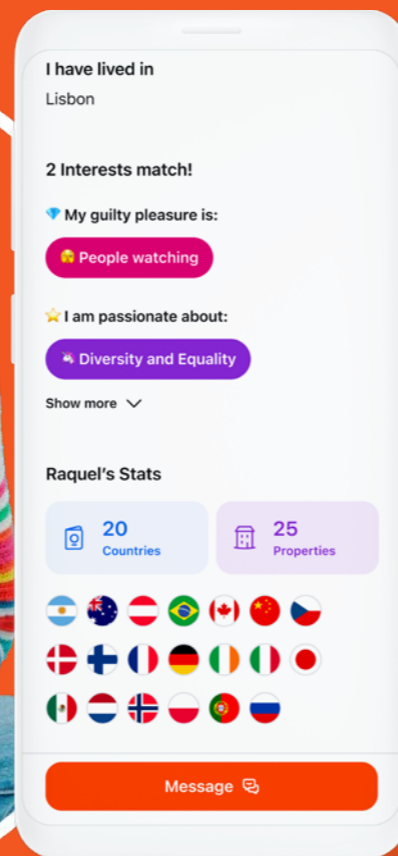 I have lived in
Lisbon
2 Interests match!
My guilty pleasure is:
People watching
I am passionate about:
Diversity and Equality
Show more
Raquel's Stats
20
Countries
25
Properties
Message